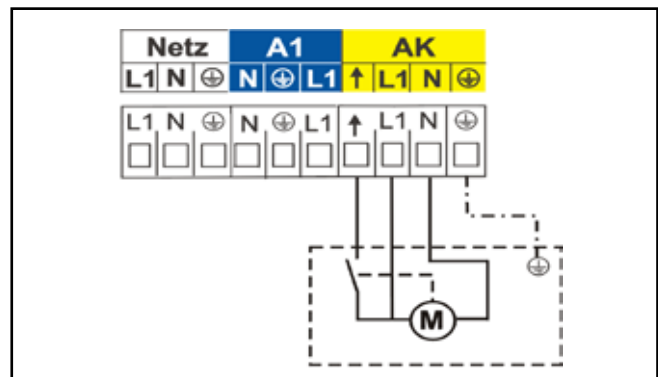 Netz A1 AK
L1 N ⏚ N ⏚ L1 ↑ L1 N ⏚
L1 N ⏚ N ⏚ L1 ↑ L1 N ⏚
⏚
M